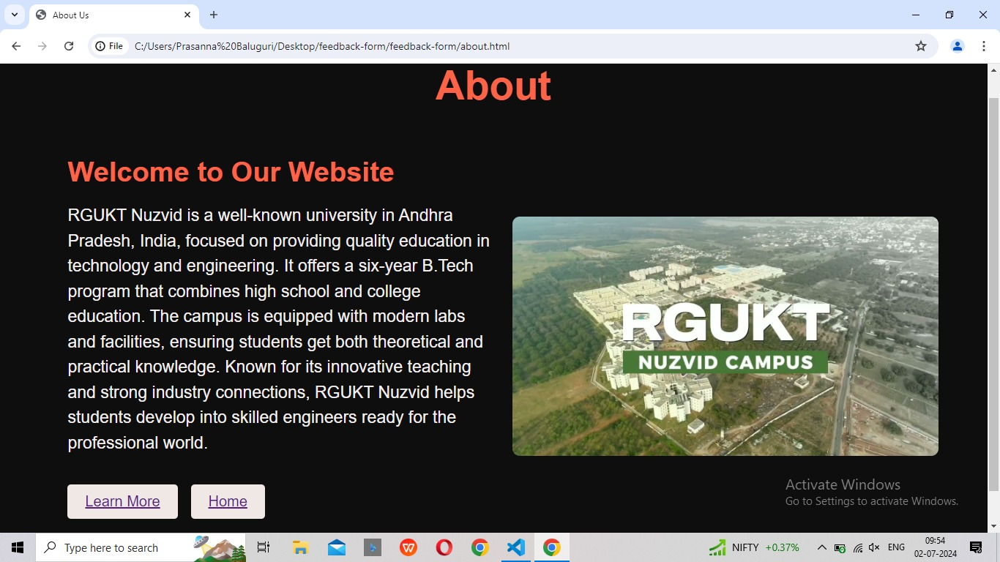 About Us
File
C:/Users/Prasanna%20Baluguri/Desktop/feedback-form/feedback-form/about.html
About
Welcome to Our Website
RGUKT Nuzvid is a well-known university in Andhra
Pradesh, India, focused on providing quality education in
technology and engineering. It offers a six-year B.Tech
program that combines high school and college
education. The campus is equipped with modern labs
and facilities, ensuring students get both theoretical and
practical knowledge. Known for its innovative teaching
and strong industry connections, RGUKT Nuzvid helps
students develop into skilled engineers ready for the
professional world.
RGUKT
NUZVID CAMPUS
Learn More
Home
Activate Windows
Go to Settings to activate Windows.
Type here to search
W
NIFTY +0.37%
ENG
09:54
02-07-2024